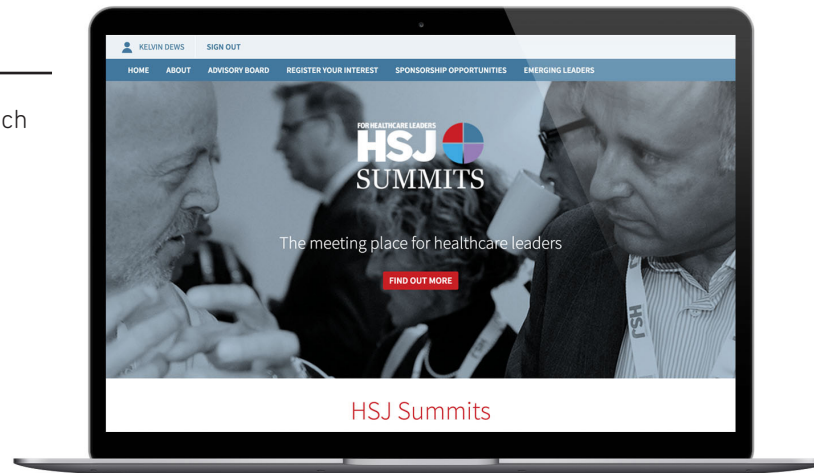 ch
KELVIN DEWS SIGN OUT
HOME ABOUT ADVISORY BOARD REGISTER YOUR INTEREST SPONSORSHIP OPPORTUNITIES EMERGING LEADERS
FOR HEALTHCARE LEADERS
HSJ
SUMMITS
The meeting place for healthcare leaders
FIND OUT MORE
HSJ
HSJ
HSJ Summits